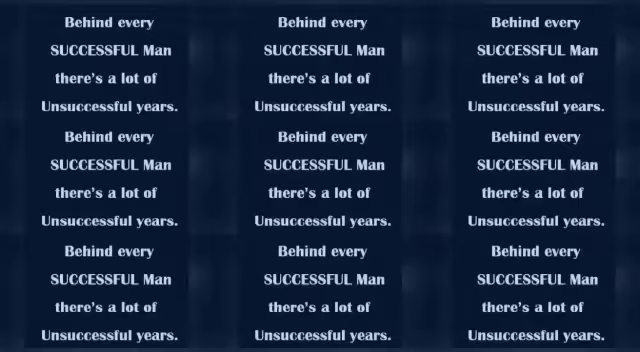 Behind every Behind every Behind every
SUCCESSFUL Man SUCCESSFUL Man SUCCESSFUL Man
there's a lot of there's a lot of there's a lot of
Unsuccessful years. Unsuccessful years. Unsuccessful years.
Behind every Behind every Behind every
SUCCESSFUL Man SUCCESSFUL Man SUCCESSFUL Man
there's a lot of there's a lot of there's a lot of
Unsuccessful years. Unsuccessful years. Unsuccessful years.
Behind every Behind every Behind every
SUCCESSFUL Man SUCCESSFUL Man SUCCESSFUL Man
there's a lot of there's a lot of there's a lot of
Unsuccessful years. Unsuccessful years. Unsuccessful years.